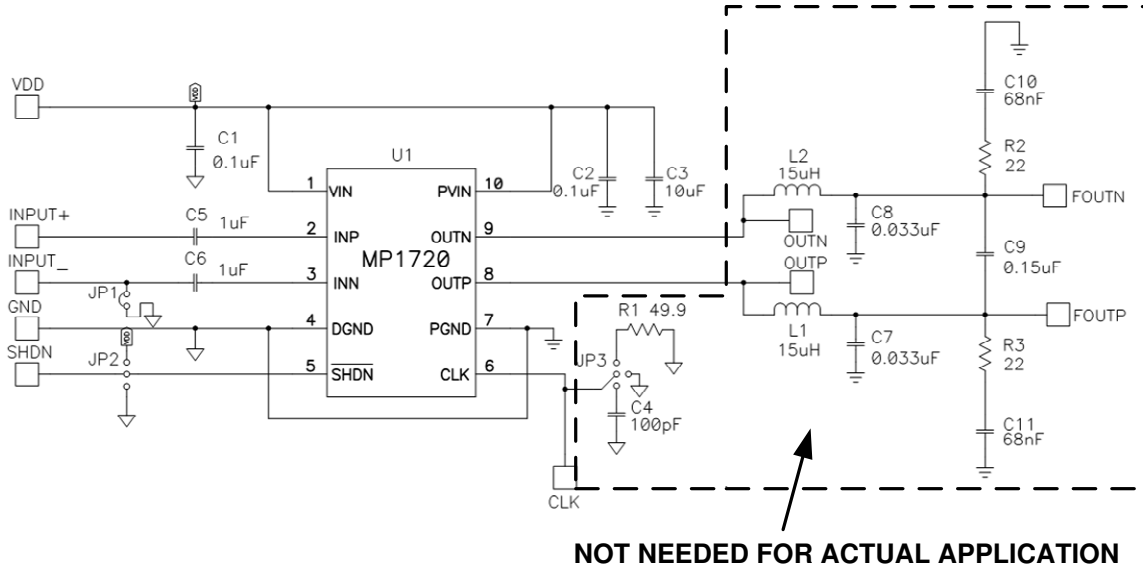 VDD
VDD
C1
0.1uF
U1
C2
0.1uF
C3
10uF
1
VIN
PVIN
10
INPUT+
C5
1uF
2
INP
OUTN
9
MP1720
INPUT_
C6
1uF
3
INN
OUTP
8
JP1
GND
4
DGND
PGND
7
VDD
SHDN
JP2
5
SHDN
CLK
6
CLK
R1 49.9
JP3
C4
100pF
L2
15uH
OUTN
OUTP
L1
15uH
C8
0.033uF
C7
0.033uF
C10
68nF
R2
22
FOUTN
C9
0.15uF
FOUTP
R3
22
C11
68nF
NOT NEEDED FOR ACTUAL APPLICATION